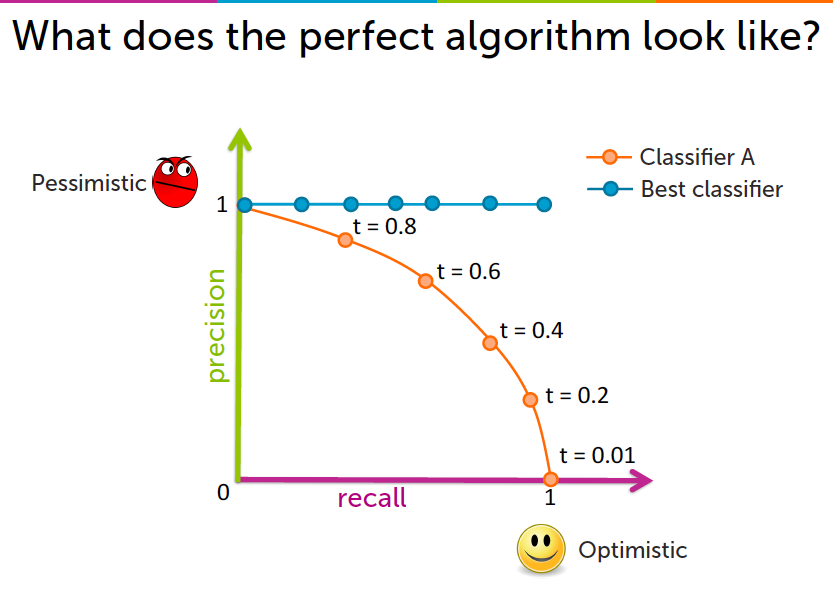 What does the perfect algorithm look like?
Pessimistic
Classifier A
Best classifier
1
t = 0.8
t = 0.6
t = 0.4
t = 0.2
t = 0.01
precision
0
recall
1
Optimistic